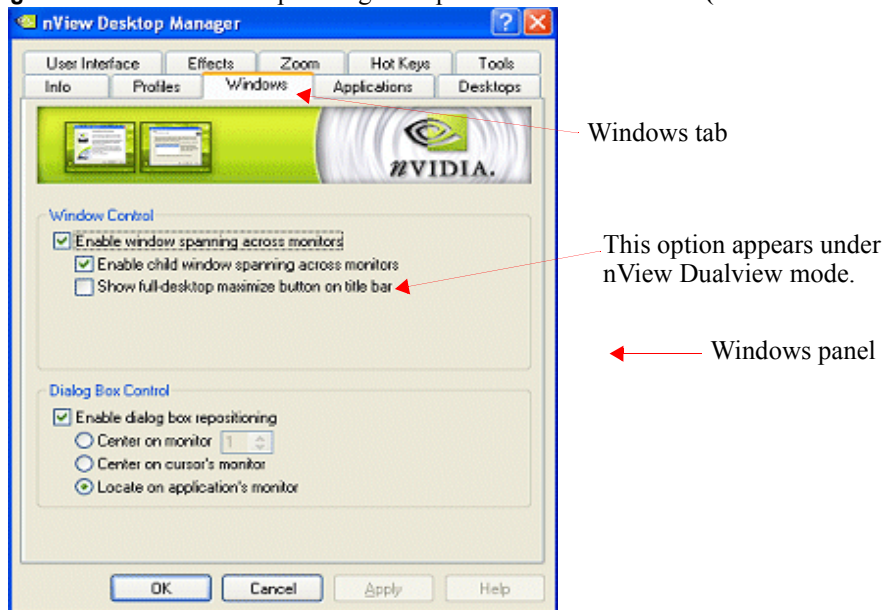 nView Desktop Manager
User Interface Effects Zoom Hot Keys Tools
Info Profiles Windows Applications Desktops
Windows tab
nVIDIA.
Window Control
Enable window spanning across monitors
Enable child window spanning across monitors
Show full-desktop maximize button on title bar
This option appears under
nView Dualview mode.
Windows panel
Dialog Box Control
Enable dialog box repositioning
Center on monitor 1
Center on cursor's monitor
Locate on application's monitor
OK Cancel Apply Help